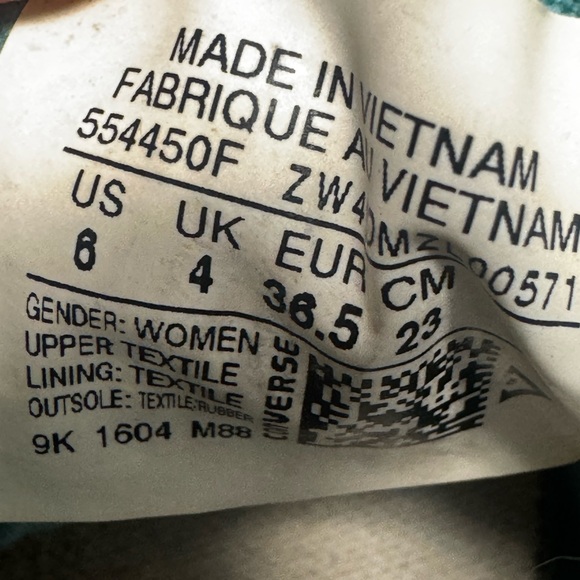 MADE IN VIETNAM
FABRIQUE AU VIETNAM
554450F
US UK EUR CM
6 4 36.5 23
GENDER: WOMEN
UPPER TEXTILE
LINING: TEXTILE
OUTSOLE: TEXTILE/RUBBER
9K 1604 M88
CONVERSE